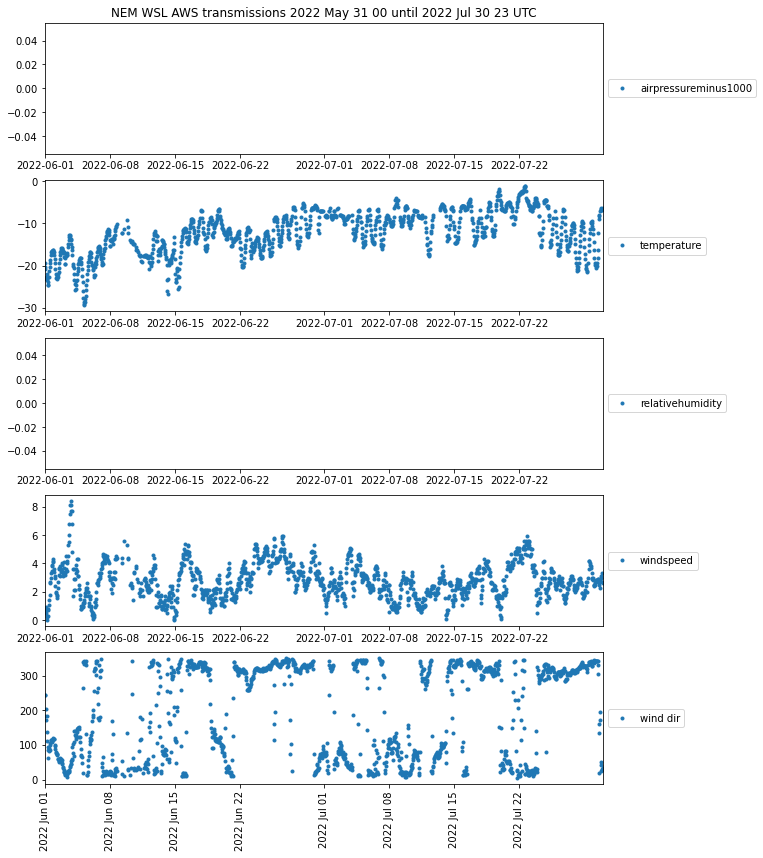 NEM WSL AWS transmissions 2022 May 31 00 until 2022 Jul 30 23 UTC
0.04
0.02
0.00
−0.02
−0.04
airpressureminus1000
2022-06-01 2022-06-08 2022-06-15 2022-06-22 2022-07-01 2022-07-08 2022-07-15 2022-07-22
0
−10
−20
−30
temperature
2022-06-01 2022-06-08 2022-06-15 2022-06-22 2022-07-01 2022-07-08 2022-07-15 2022-07-22
0.04
0.02
0.00
−0.02
−0.04
relativehumidity
2022-06-01 2022-06-08 2022-06-15 2022-06-22 2022-07-01 2022-07-08 2022-07-15 2022-07-22
8
6
4
2
0
windspeed
2022-06-01 2022-06-08 2022-06-15 2022-06-22 2022-07-01 2022-07-08 2022-07-15 2022-07-22
300
200
100
0
wind dir
2022 Jun 01
2022 Jun 08
2022 Jun 15
2022 Jun 22
2022 Jul 01
2022 Jul 08
2022 Jul 15
2022 Jul 22